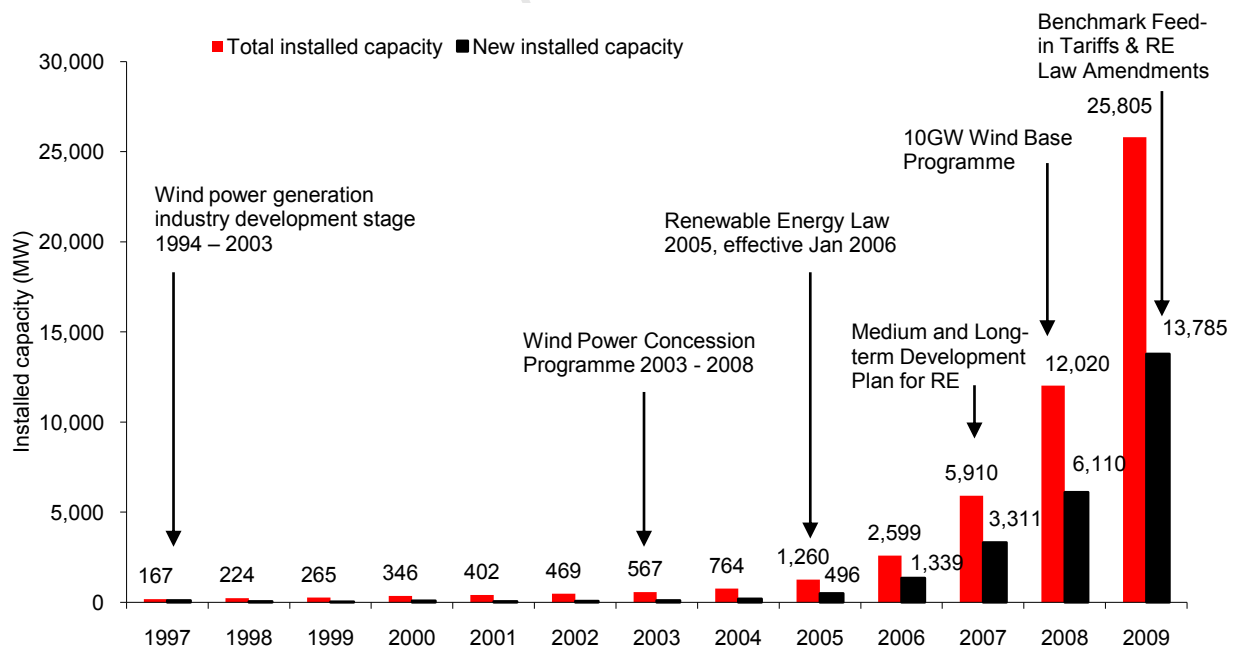 Benchmark Feed-
in Tariffs & RE
Law Amendments
Total installed capacity
New installed capacity
30,000
25,000
20,000
15,000
10,000
5,000
0
Installed capacity (MW)
Wind power generation
industry development stage
1994 – 2003
Wind Power Concession
Programme 2003 - 2008
Renewable Energy Law
2005, effective Jan 2006
Medium and Long-
term Development
Plan for RE
10GW Wind Base
Programme
167
224
265
346
402
469
567
764
1,260
496
2,599
1,339
5,910
3,311
12,020
6,110
25,805
13,785
1997
1998
1999
2000
2001
2002
2003
2004
2005
2006
2007
2008
2009